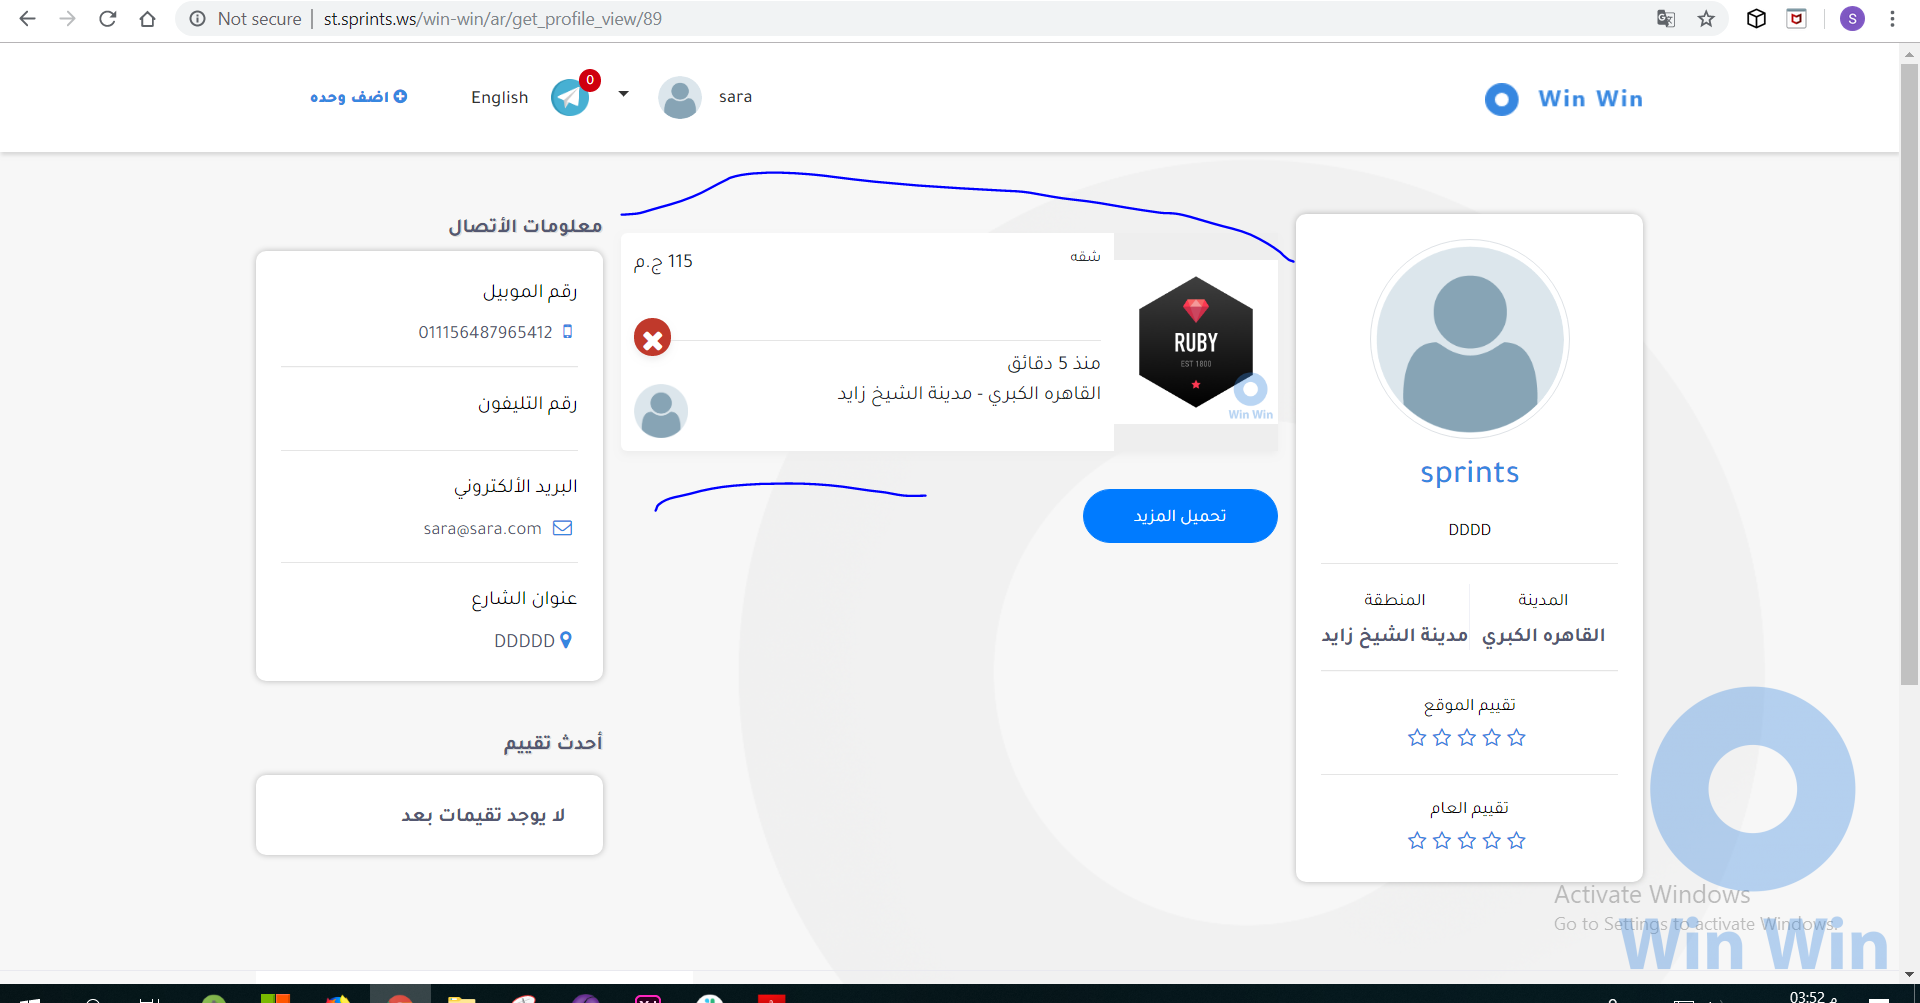 Not secure | st.sprints.ws/win-win/ar/get_profile_view/89
S
Win Win
sara
0
English
اضف وحده
sprints
DDDD
المدينة
القاهره الكبري
المنطقة
مدينة الشيخ زايد
تقييم الموقع
تقييم العام
شقه
115 ج.م
منذ 5 دقائق
القاهره الكبري - مدينة الشيخ زايد
RUBY
EST 1800
Win Win
تحميل المزيد
معلومات الأتصال
رقم الموبيل
011156487965412
رقم التليفون
البريد الألكتروني
sara@sara.com
عنوان الشارع
DDDDD
أحدث تقييم
لا يوجد تقيمات بعد
Activate Windows
Go to Settings to activate Windows.
Win Win
03:52 م